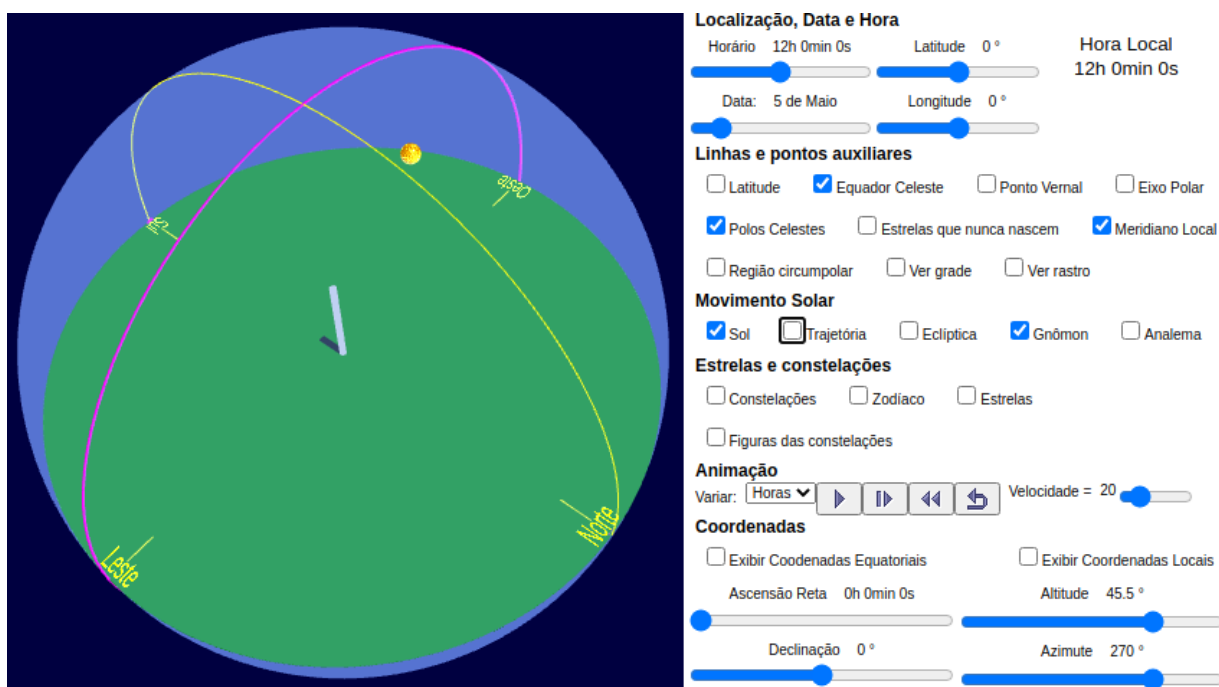 Localização, Data e Hora
Horário 12h 0min 0s Latitude 0 ° Hora Local
12h 0min 0s
Data: 5 de Maio Longitude 0 °
Linhas e pontos auxiliares
Latitude Equador Celeste Ponto Vernal Eixo Polar
Polos Celestes Estrelas que nunca nascem Meridiano Local
Região circumpolar Ver grade Ver rastro
Movimento Solar
Sol Trajetória Eclíptica Gnômon Analema
Estrelas e constelações
Constelações Zodíaco Estrelas
Figuras das constelações
Animação
Variar: Horas Velocidade = 20
Coordenadas
Exibir Coodenadas Equatoriais Exibir Coordenadas Locais
Ascensão Reta 0h 0min 0s Altitude 45.5 °
Declinação 0 ° Azimute 270 °
Oeste
Sul
Norte
Leste